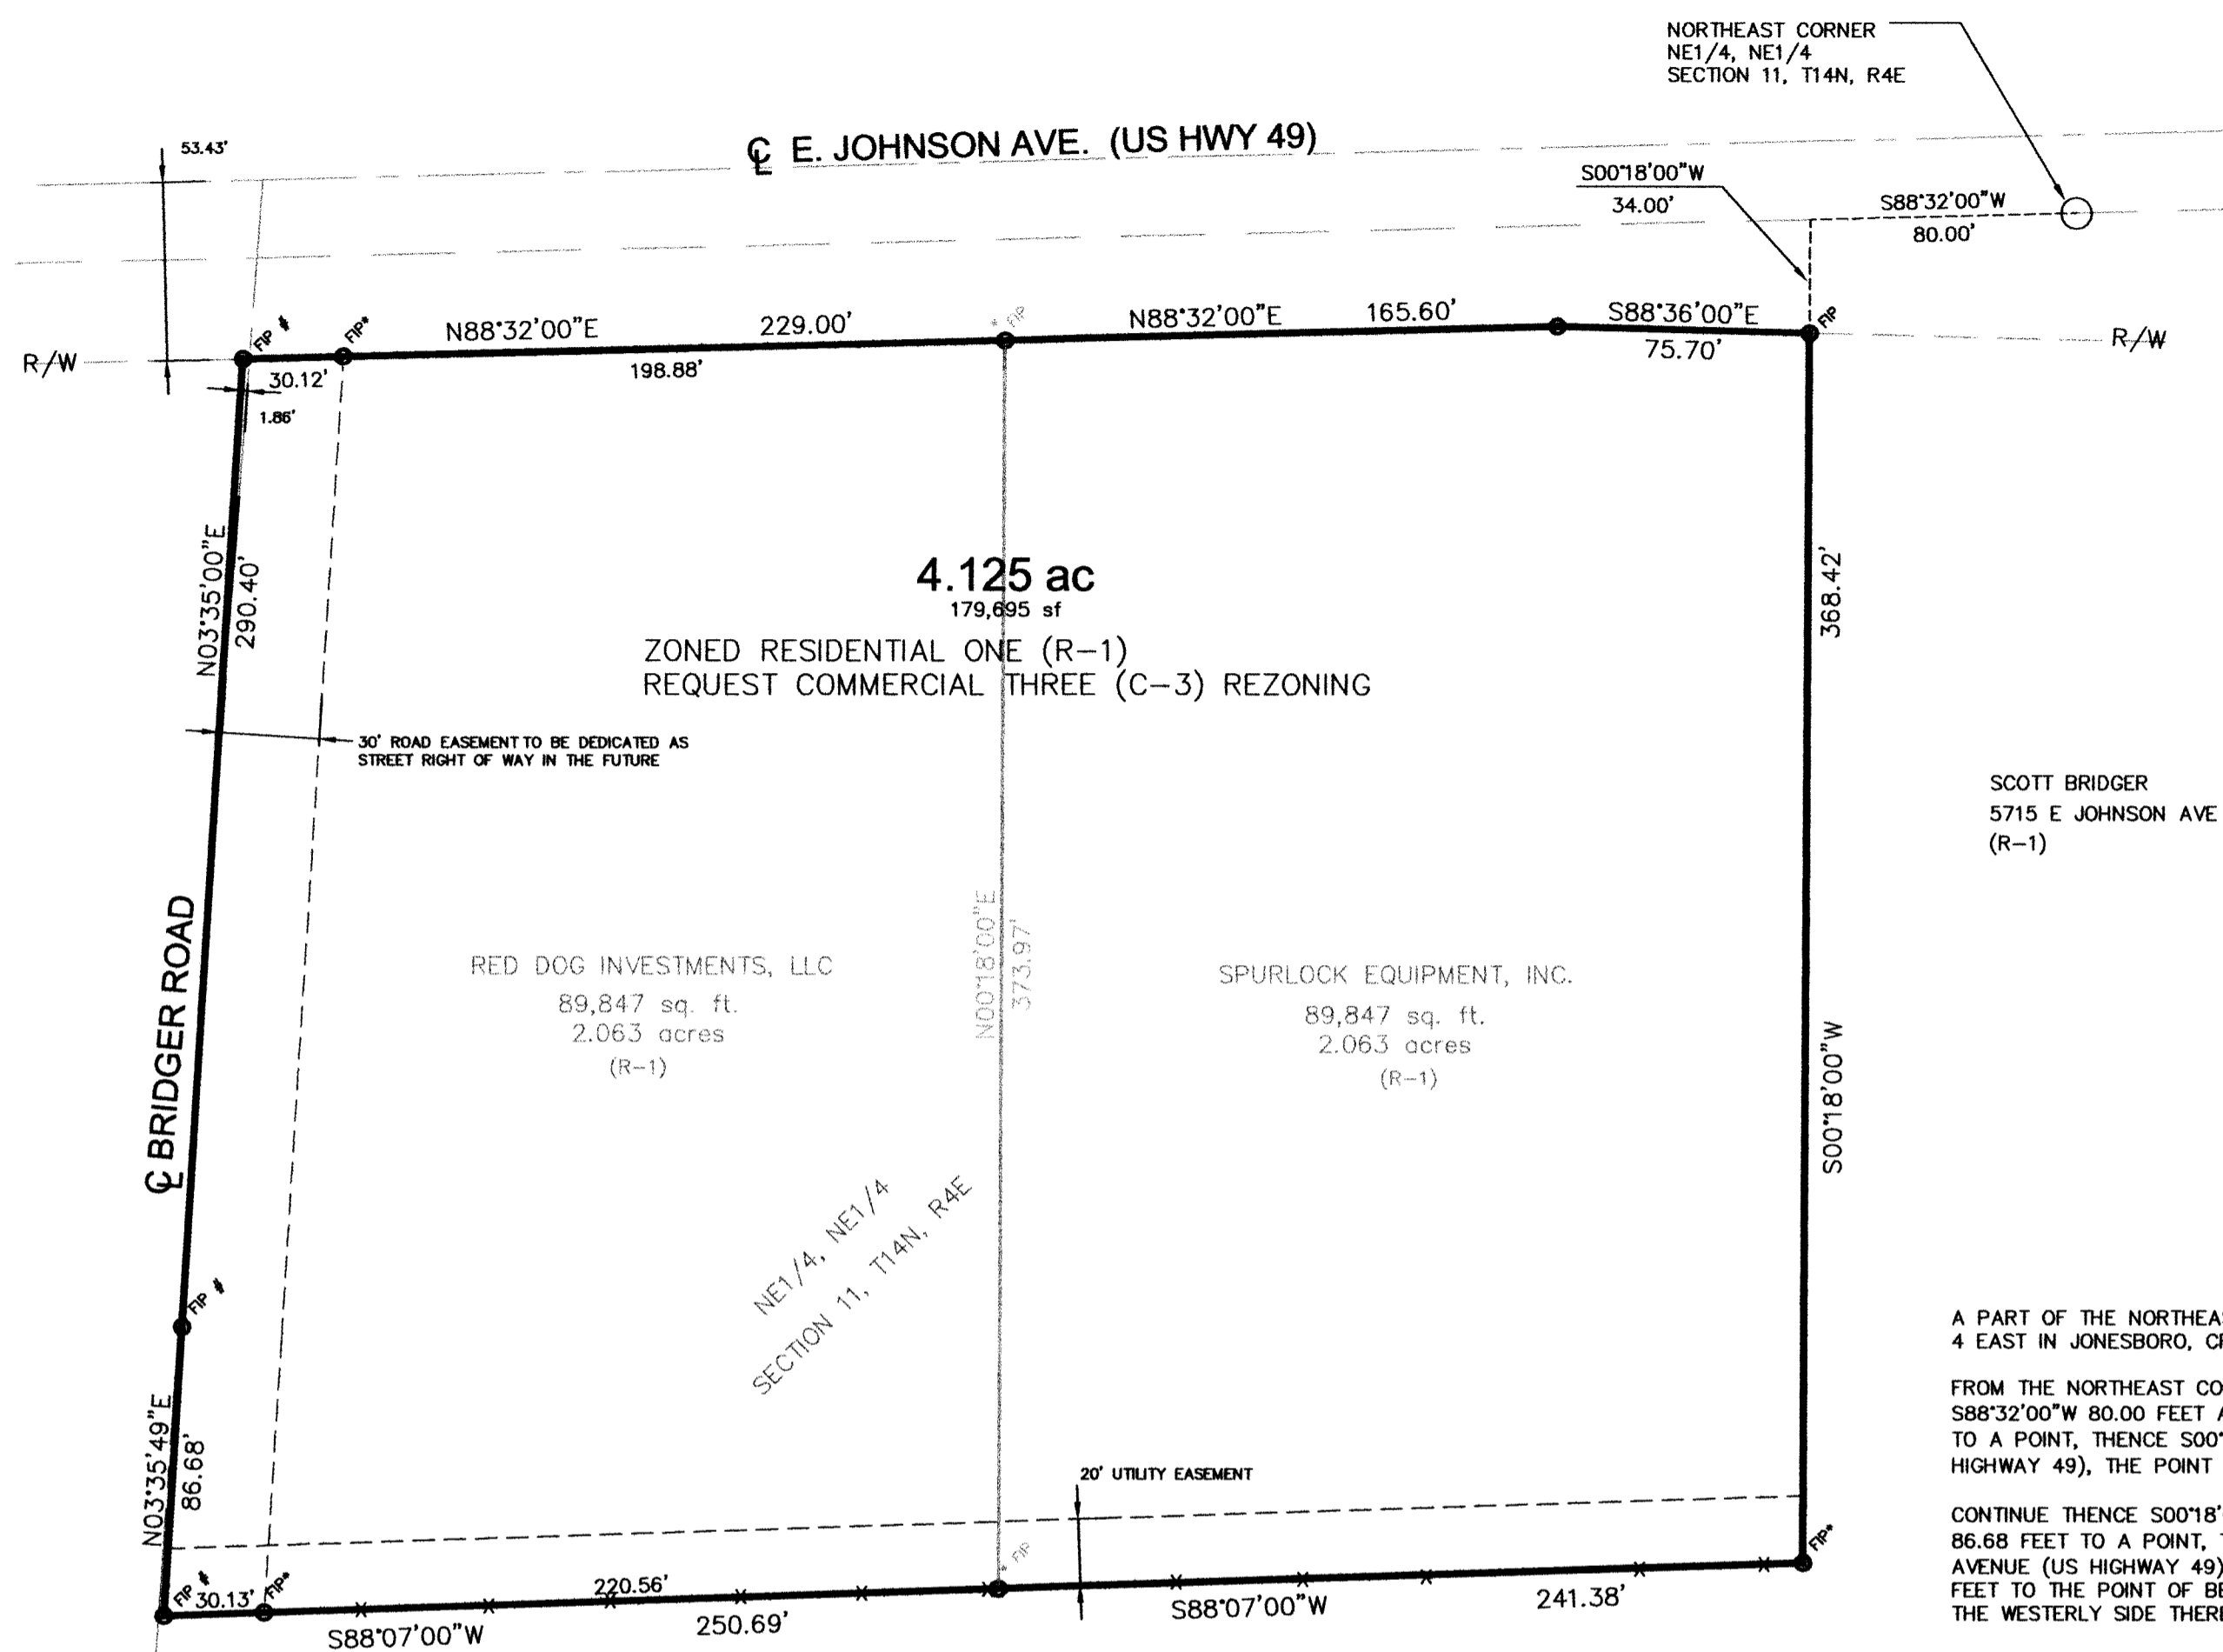 NORTHEAST CORNER
NE1/4, NE1/4
SECTION 11, T14N, R4E
53.43'
℄ E. JOHNSON AVE. (US HWY 49)
S00°18'00"W
34.00'
S88°32'00"W
80.00'
R/W
FIP #
FIP*
N88°32'00"E
229.00'
* FIP
N88°32'00"E
165.60'
S88°36'00"E
FIP
R/W
30.12'
198.88'
75.70'
1.86'
N03°35'00"E
290.40'
4.125 ac
179,695 sf
368.42'
ZONED RESIDENTIAL ONE (R-1)
REQUEST COMMERCIAL THREE (C-3) REZONING
30' ROAD EASEMENT TO BE DEDICATED AS
STREET RIGHT OF WAY IN THE FUTURE
SCOTT BRIDGER
5715 E JOHNSON AVE
(R-1)
℄ BRIDGER ROAD
RED DOG INVESTMENTS, LLC
89,847 sq. ft.
2.063 acres
(R-1)
N00°18'00"E
373.97'
SPURLOCK EQUIPMENT, INC.
89,847 sq. ft.
2.063 acres
(R-1)
S00°18'00"W
NE1/4, NE1/4
SECTION 11, T14N, R4E
FIP #
N03°35'49"E
86.68'
20' UTILITY EASEMENT
A PART OF THE NORTHEAS
4 EAST IN JONESBORO, CR
FROM THE NORTHEAST CO
S88°32'00"W 80.00 FEET A
TO A POINT, THENCE S00°
HIGHWAY 49), THE POINT
CONTINUE THENCE S00°18'
86.68 FEET TO A POINT, T
AVENUE (US HIGHWAY 49)
FEET TO THE POINT OF BE
THE WESTERLY SIDE THERE
FIP #
30.13'
FIP*
220.56'
* FIP
FIP*
S88°07'00"W
250.69'
S88°07'00"W
241.38'